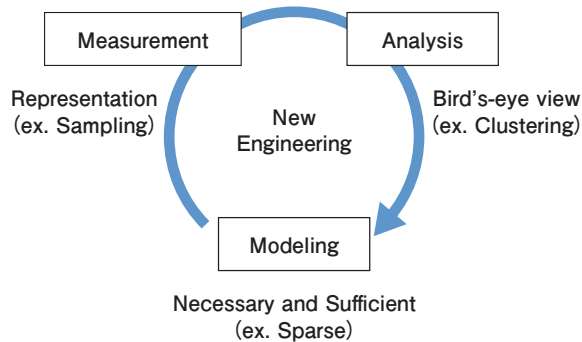 Measurement
Analysis
Representation
(ex. Sampling)
Bird's-eye view
(ex. Clustering)
New
Engineering
Modeling
Necessary and Sufficient
(ex. Sparse)